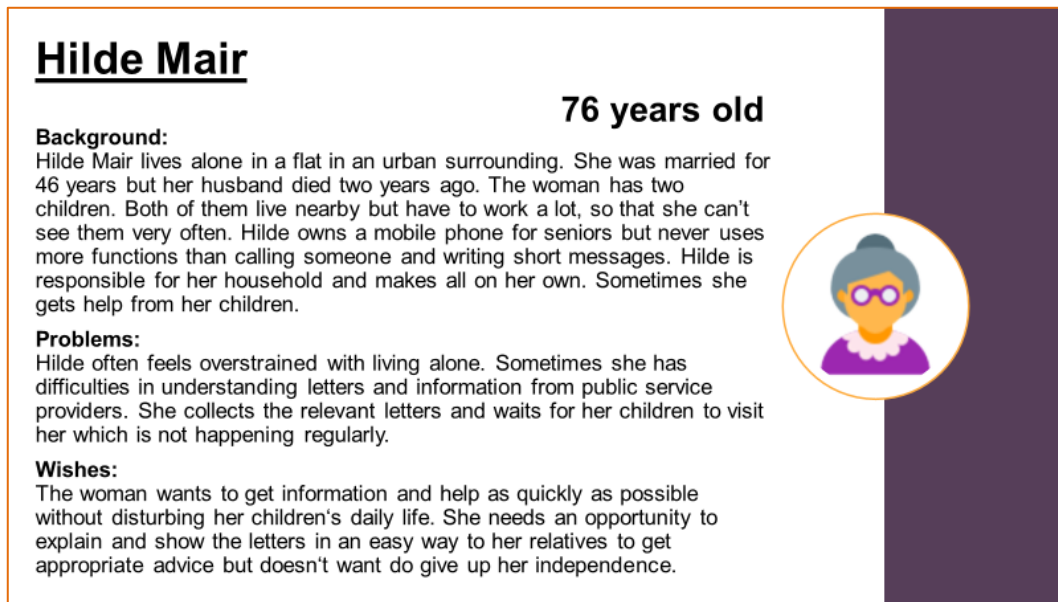 Hilde Mair
76 years old
Background:
Hilde Mair lives alone in a flat in an urban surrounding. She was married for
46 years but her husband died two years ago. The woman has two
children. Both of them live nearby but have to work a lot, so that she can’t
see them very often. Hilde owns a mobile phone for seniors but never uses
more functions than calling someone and writing short messages. Hilde is
responsible for her household and makes all on her own. Sometimes she
gets help from her children.
Problems:
Hilde often feels overstrained with living alone. Sometimes she has
difficulties in understanding letters and information from public service
providers. She collects the relevant letters and waits for her children to visit
her which is not happening regularly.
Wishes:
The woman wants to get information and help as quickly as possible
without disturbing her children‘s daily life. She needs an opportunity to
explain and show the letters in an easy way to her relatives to get
appropriate advice but doesn‘t want do give up her independence.